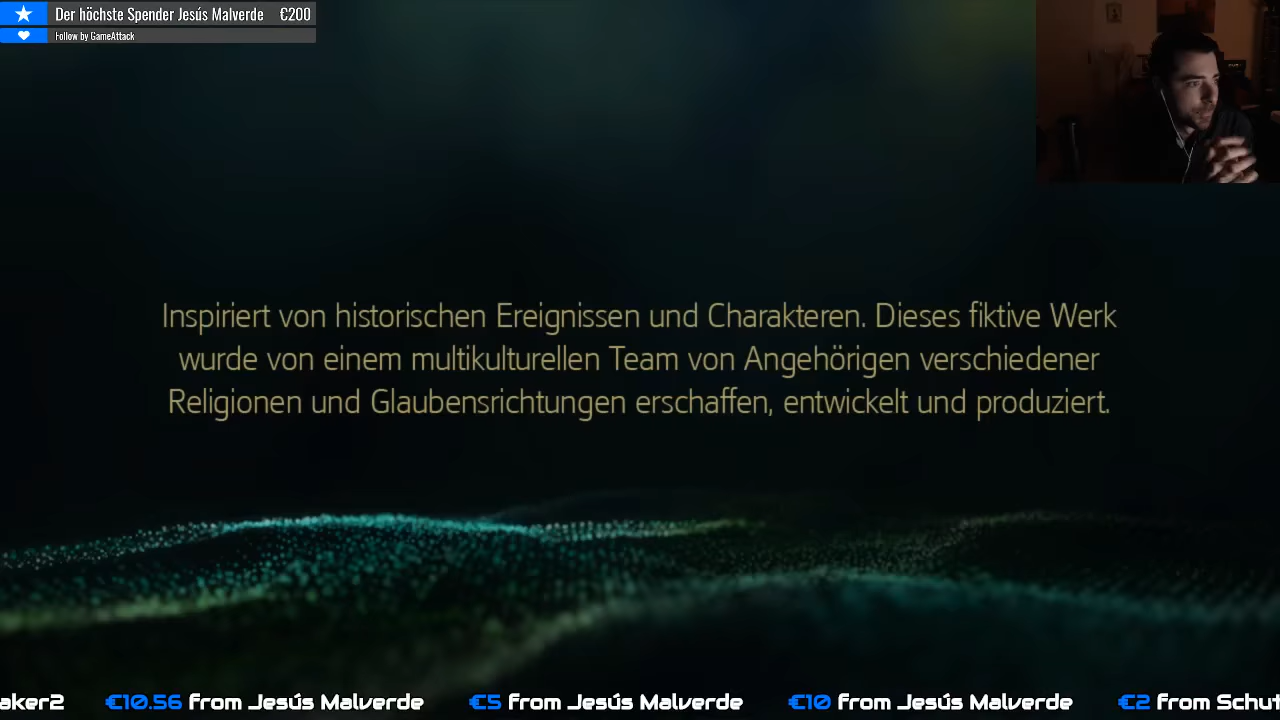 Der höchste Spender Jesús Malverde €200
Follow by GameAttack
Inspiriert von historischen Ereignissen und Charakteren. Dieses fiktive Werk
wurde von einem multikulturellen Team von Angehörigen verschiedener
Religionen und Glaubensrichtungen erschaffen, entwickelt und produziert.
aker2 €10.56 from Jesús Malverde €5 from Jesús Malverde €10 from Jesús Malverde €2 from Schut